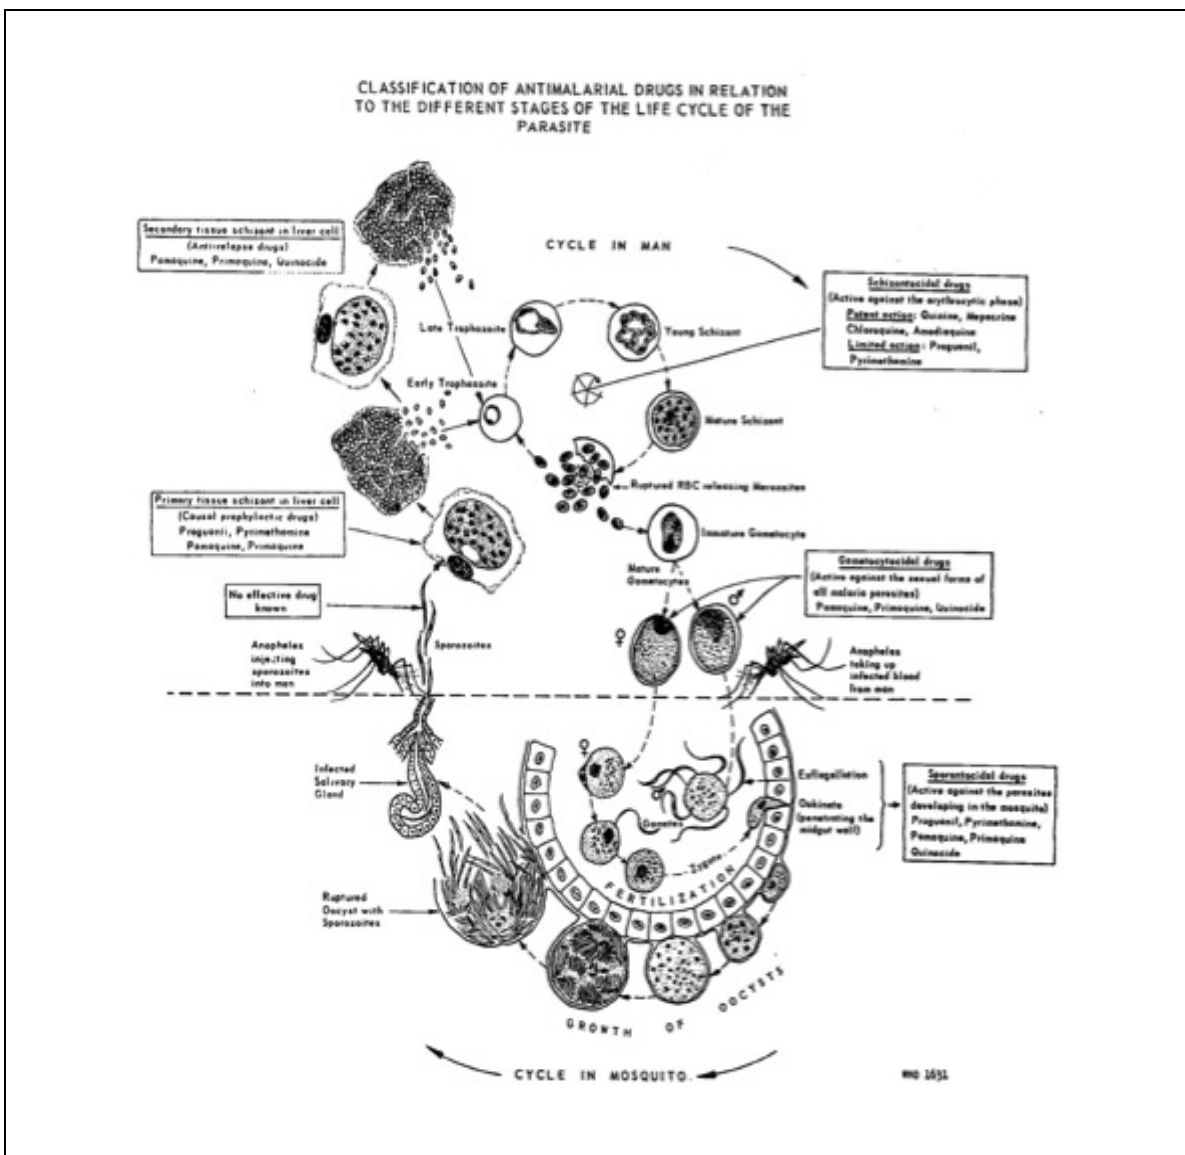 CLASSIFICATION OF ANTIMALARIAL DRUGS IN RELATION
TO THE DIFFERENT STAGES OF THE LIFE CYCLE OF THE
PARASITE
Secondary tissue schizont in liver cell
(Antirelapse drugs)
Pamaquine, Primaquine, Quinocide
CYCLE IN MAN
Schizontocidal drugs
(Active against the erythrocytic phase)
Potent action: Quinine, Mepacrine
Chloroquine, Amodiaquine
Limited action: Proguanil,
Pyrimethamine
Late Trophozoite
Young Schizont
Early Trophozoite
Mature Schizont
Ruptured RBC releasing Merozoites
Primary tissue schizont in liver cell
(Causal prophylactic drugs)
Proguanil, Pyrimethamine
Pamaquine, Primaquine
Immature Gametocyte
Mature
Gametocytes
Gametocytocidal drugs
(Active against the sexual forms of
all malaria parasites)
Pamaquine, Primaquine, Quinocide
No effective drug
known
♂
♀
Sporozoites
Anopheles
injecting
sporozoites
into man
Anopheles
taking up
infected blood
from man
♀
Infected
Salivary
Gland
Exflagellation
Ookinete
(penetrating the
midgut wall)
Sporontocidal drugs
(Active against the parasites
developing in the mosquito)
Proguanil, Pyrimethamine,
Pamaquine, Primaquine
Quinocide
Gametes
Zygote
FERTILIZATION
Ruptured
Oocyst with
Sporozoites
GROWTH OF OOCYSTS
CYCLE IN MOSQUITO.
WHO 1631